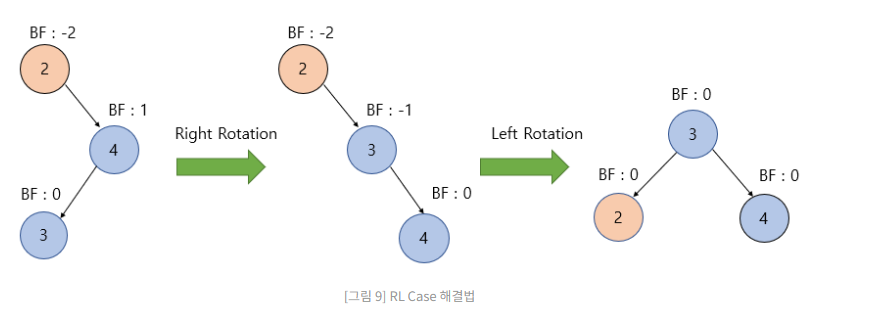 BF : -2
2
BF : 1
4
BF : 0
3
Right Rotation
BF : -2
2
BF : -1
3
BF : 0
4
Left Rotation
BF : 0
3
BF : 0
2
BF : 0
4
[그림 9] RL Case 해결법